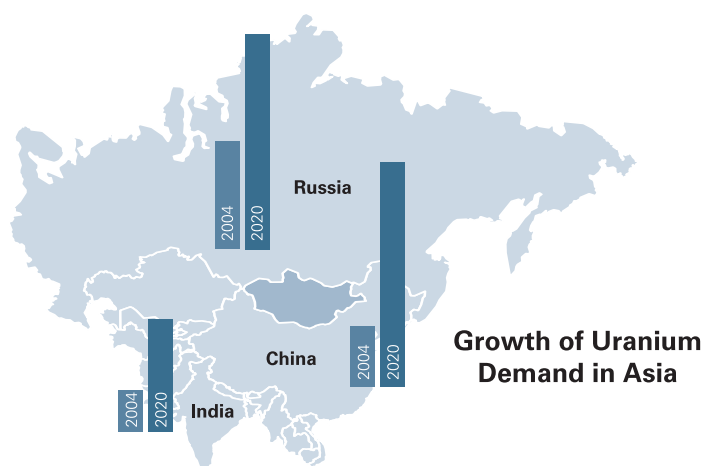 2004
2020
Russia
2004
2020
China
2004
2020
India
Growth of Uranium
Demand in Asia